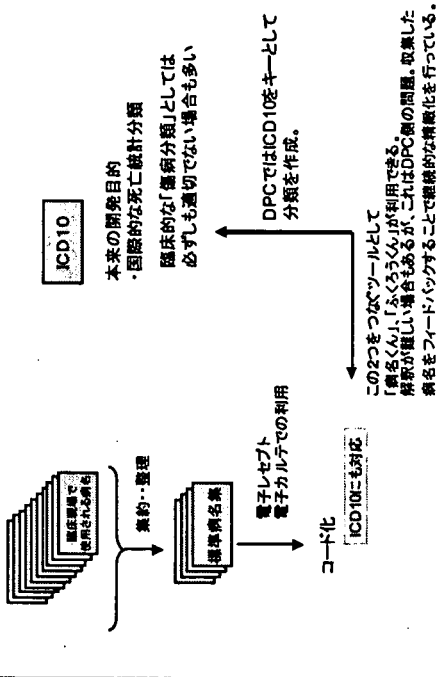 臨床現場で
使用される病名
集約・・整理
標準病名集
電子レセプト
電子カルテでの利用
コード化
ICD10にも対応
ICD10
本来の開発目的
・国際的な死亡統計分類
臨床的な「傷病分類」としては
必ずしも適切でない場合も多い
DPCではICD10をキーとして
分類を作成。
この2つをつなぐツールとして
「病名くん」、「ふくろうくん」が利用できる。
解釈が難しい場合もあるが、これはDPC側の問題。収集した
病名をフィードバックすることで継続的な精緻化を行っている。